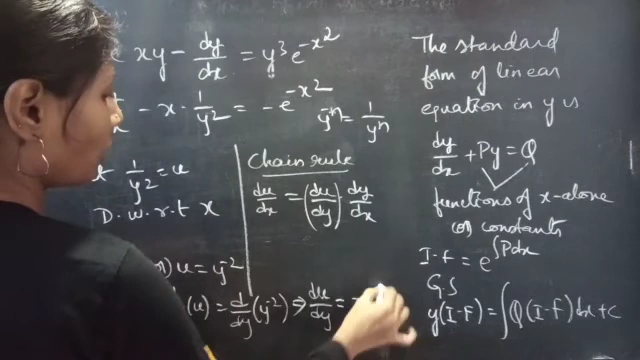 xy - dy/dx = y³ e^{-x²}
- x · 1/y² = - e^{-x²}
y^{-n} = 1/y^n
1/y² = u
D. w. r. t x
u = y^{-2}
(u) = d/dy (y^{-2}) ⇒ du/dy = -
Chain rule
du/dx = (du/dy) · dy/dx
The standard
form of linear
equation in y is
dy/dx + Py = Q
functions of x-alone
(or) constants
I.F = e^{∫Pdx}
G.S
y(I.F) = ∫Q(I.F)dx + c